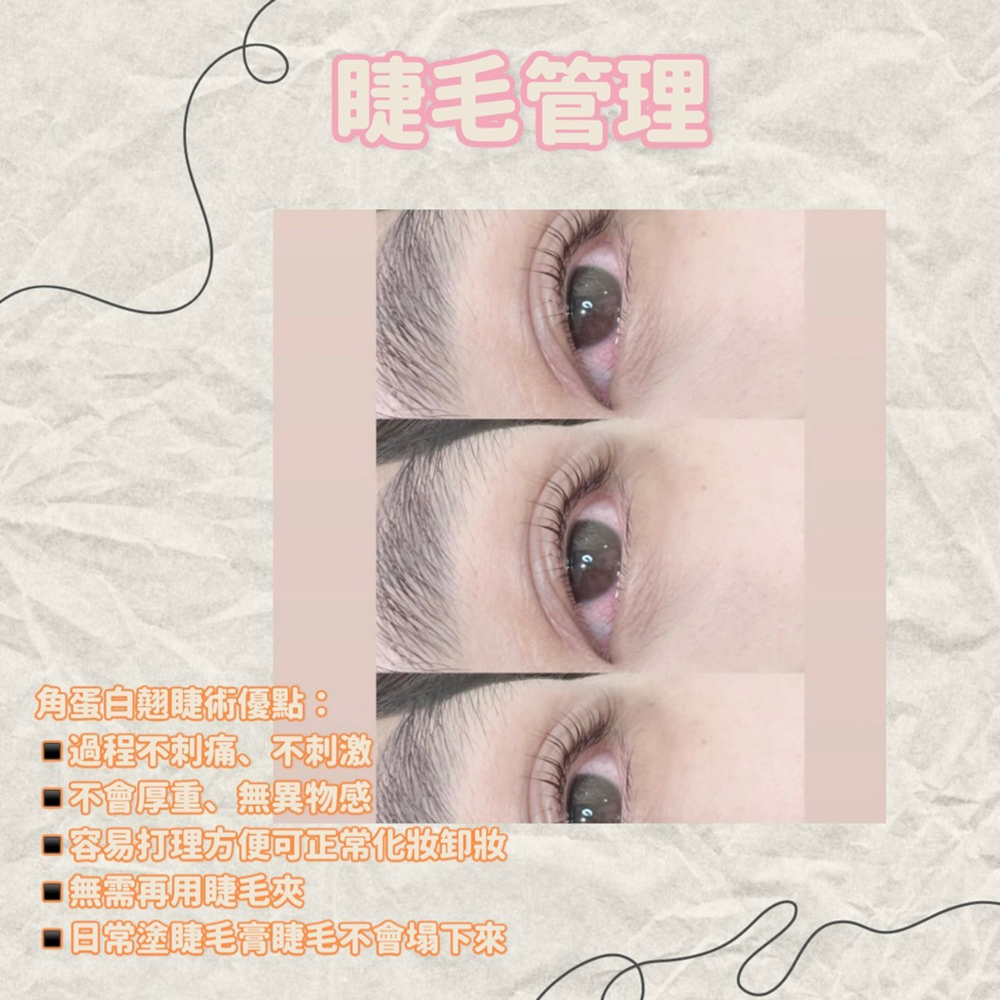 睫毛管理
角蛋白翹睫術優點：
▪️過程不刺痛、不刺激
▪️不會厚重、無異物感
▪️容易打理方便可正常化妝卸妝
▪️無需再用睫毛夾
▪️日常塗睫毛膏睫毛不會塌下來